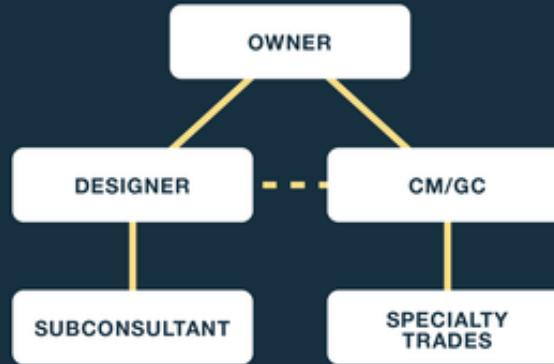 OWNER
DESIGNER
CM/GC
SUBCONSULTANT
SPECIALTY
TRADES